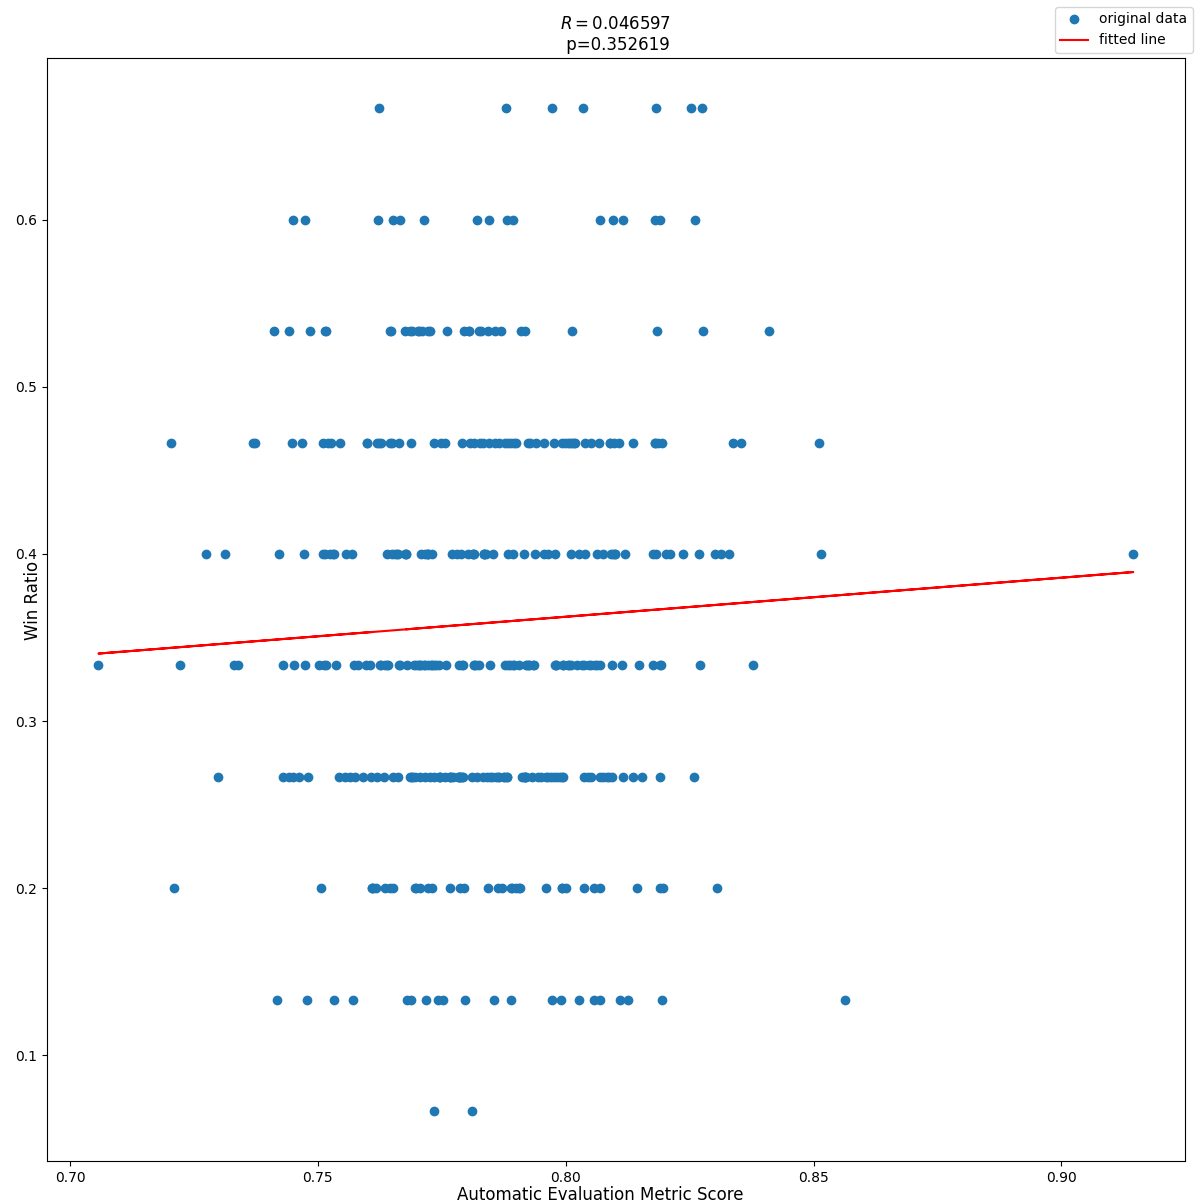 R = 0.046597
p=0.352619
original data
fitted line
Win Ratio
0.6
0.5
0.4
0.3
0.2
0.1
0.70
0.75
0.80
0.85
0.90
Automatic Evaluation Metric Score